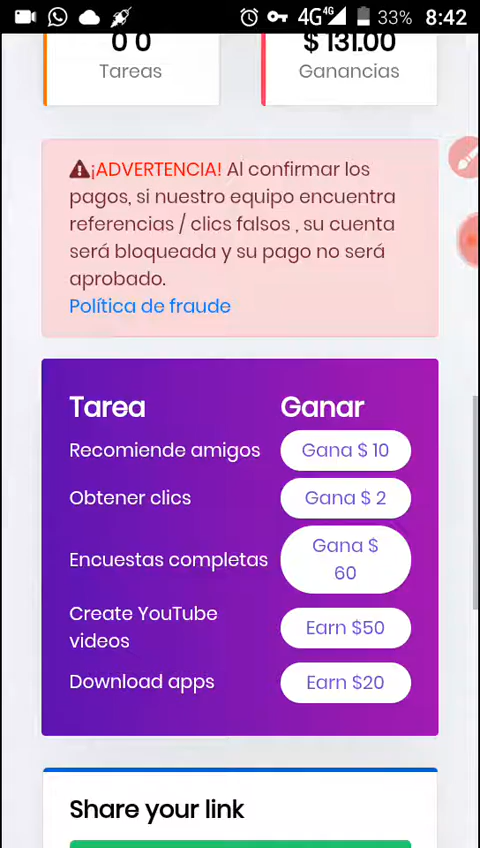 4G 4G 33% 8:42
0 0 $ 131.00
Tareas Ganancias
¡ADVERTENCIA! Al confirmar los
pagos, si nuestro equipo encuentra
referencias / clics falsos , su cuenta
será bloqueada y su pago no será
aprobado.
Política de fraude
Tarea Ganar
Recomiende amigos Gana $ 10
Obtener clics Gana $ 2
Encuestas completas Gana $
60
Create YouTube
videos Earn $50
Download apps Earn $20
Share your link